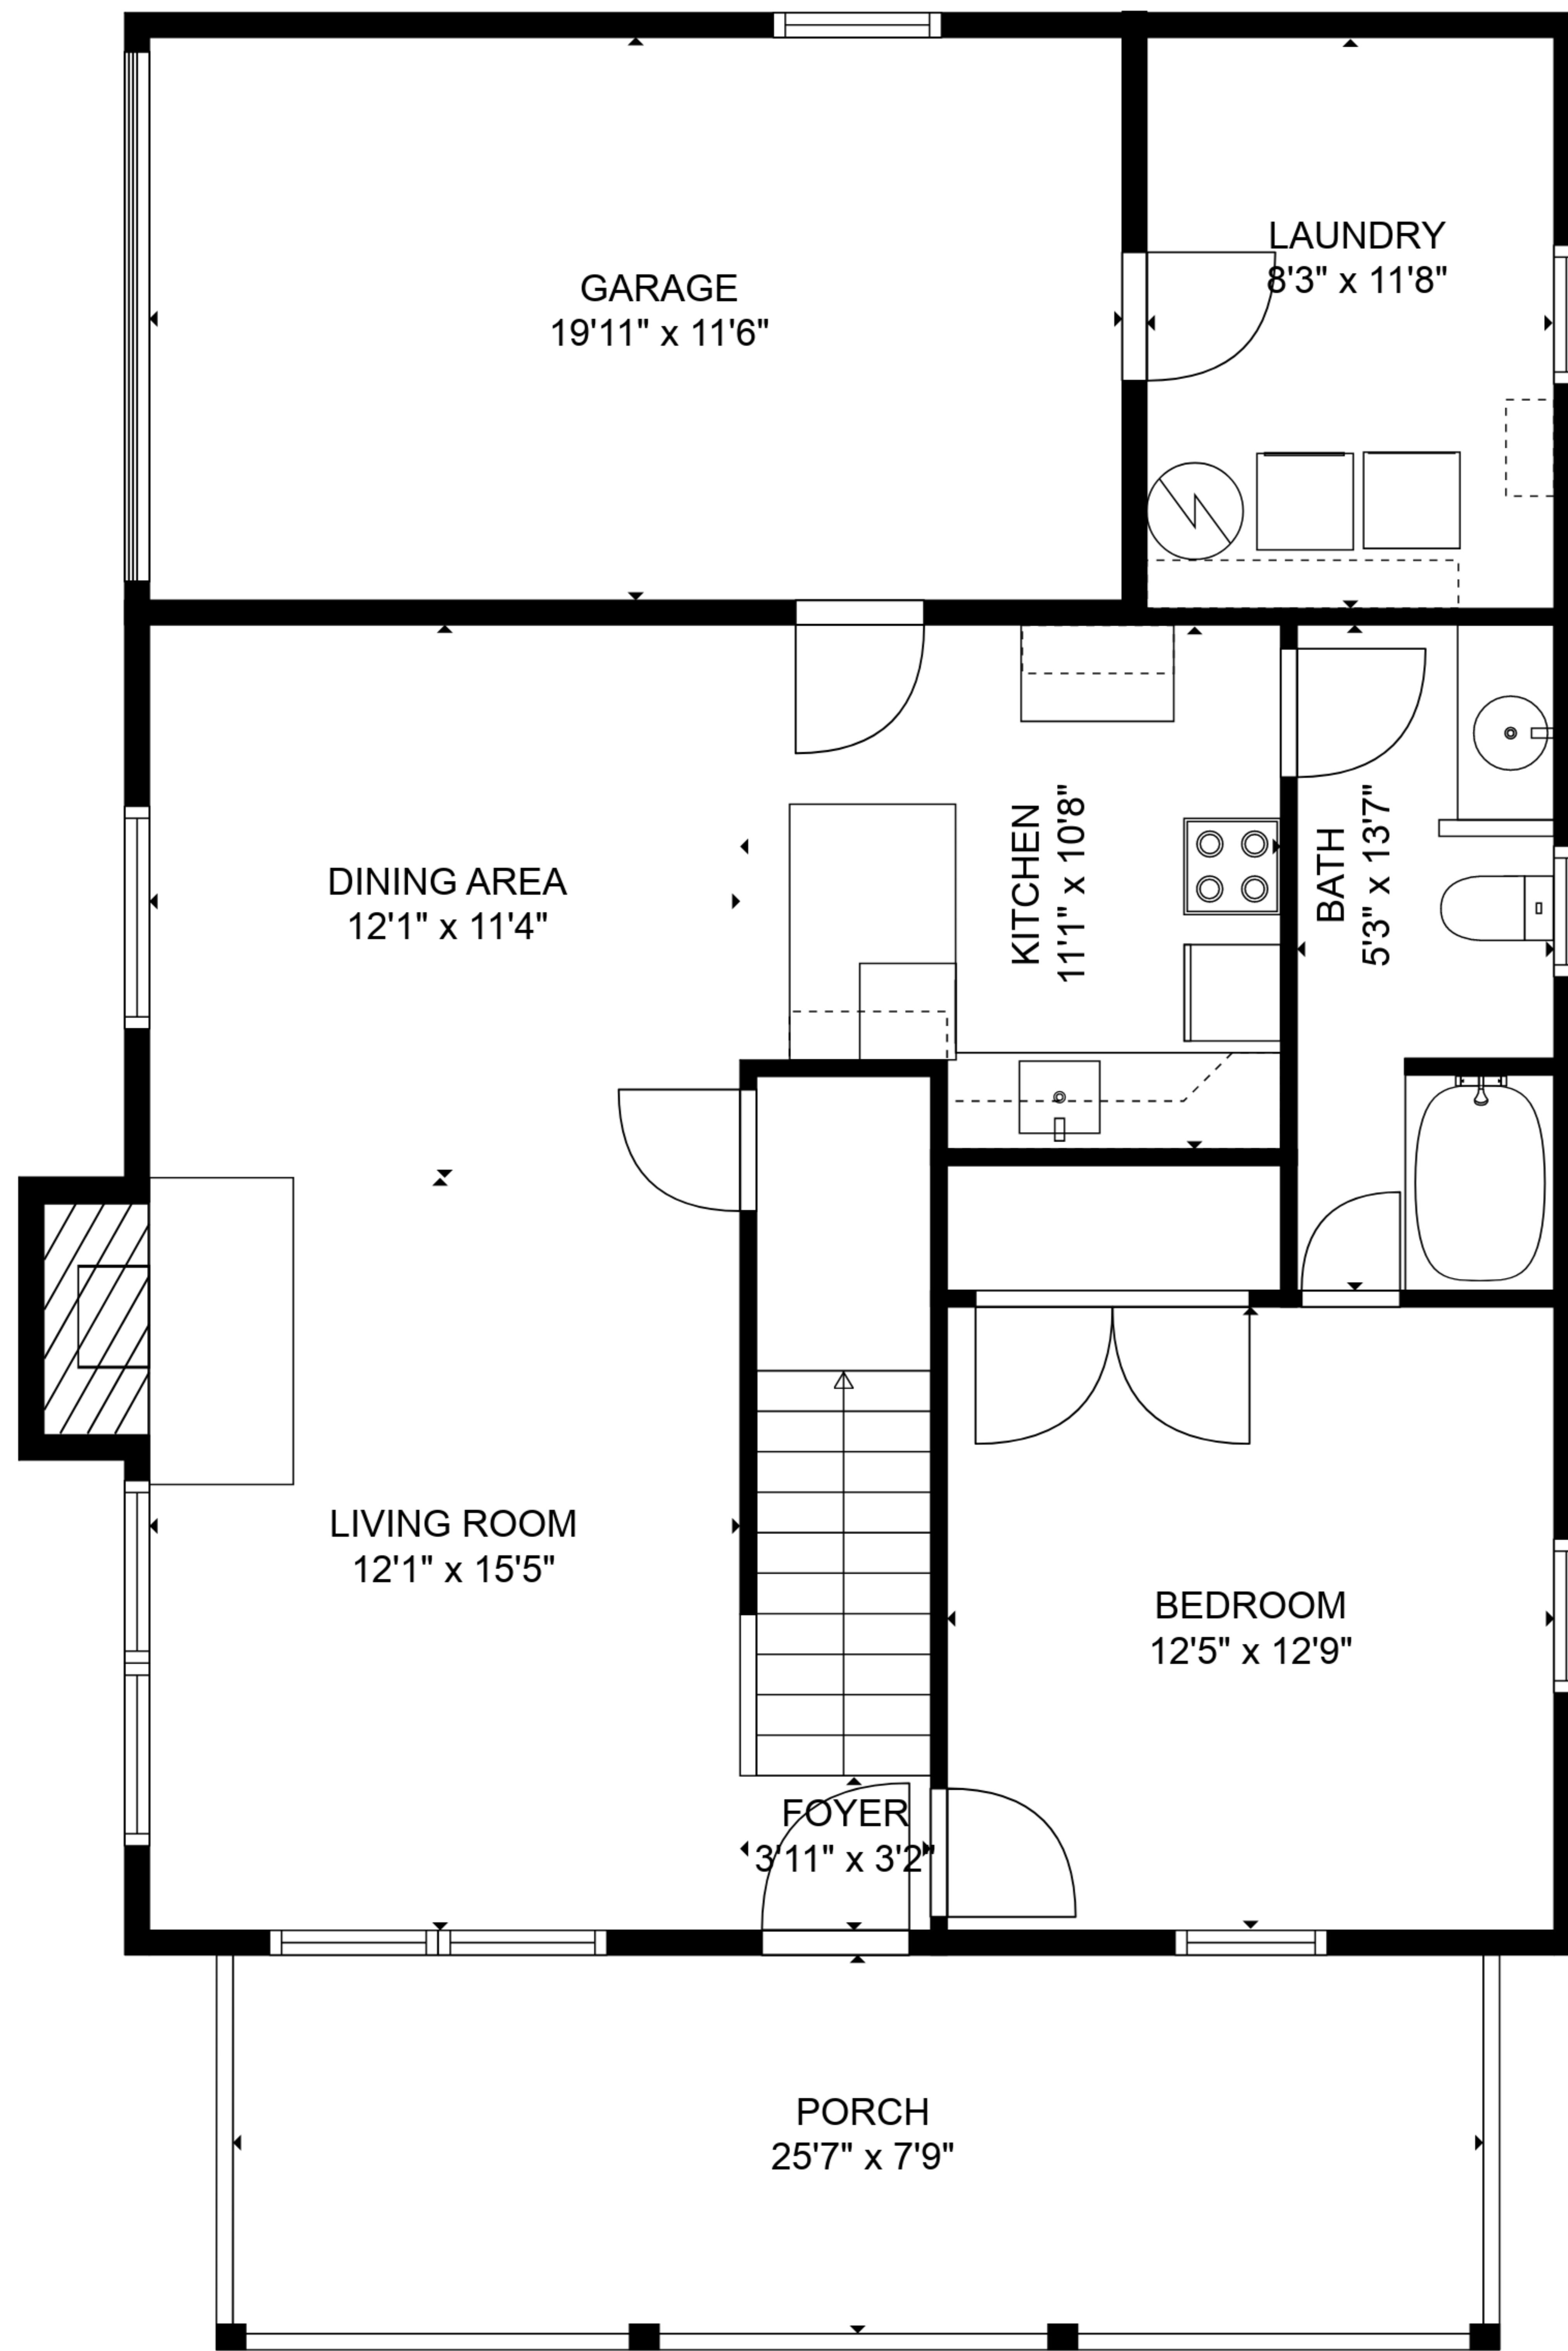 LAUNDRY
8'3" x 11'8"
GARAGE
19'11" x 11'6"
DINING AREA
12'1" x 11'4"
KITCHEN
11'1" x 10'8"
BATH
5'3" x 13'7"
LIVING ROOM
12'1" x 15'5"
BEDROOM
12'5" x 12'9"
FOYER
3'11" x 3'2"
PORCH
25'7" x 7'9"